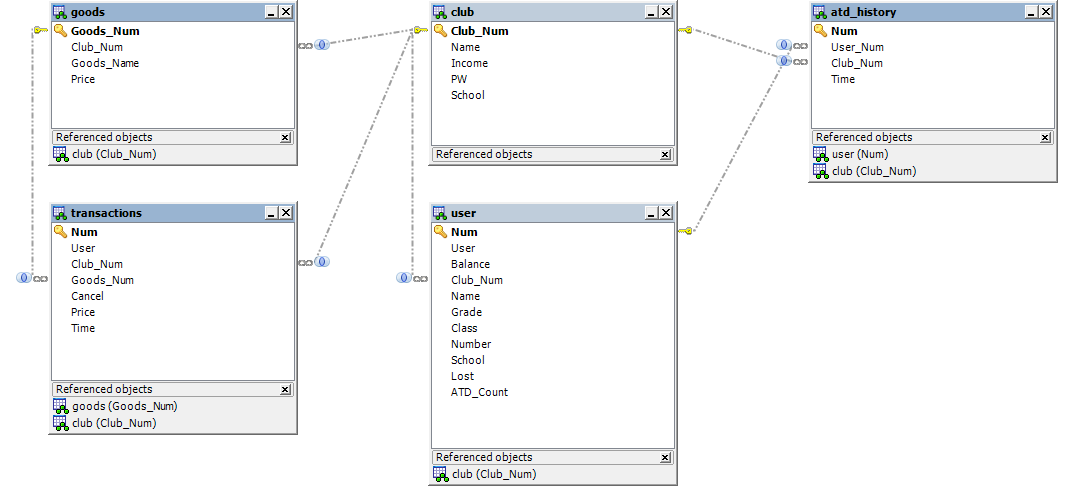 goods
Goods_Num
Club_Num
Goods_Name
Price
Referenced objects
club (Club_Num)
club
Club_Num
Name
Income
PW
School
Referenced objects
atd_history
Num
User_Num
Club_Num
Time
Referenced objects
user (Num)
club (Club_Num)
transactions
Num
User
Club_Num
Goods_Num
Cancel
Price
Time
Referenced objects
goods (Goods_Num)
club (Club_Num)
user
Num
User
Balance
Club_Num
Name
Grade
Class
Number
School
Lost
ATD_Count
Referenced objects
club (Club_Num)